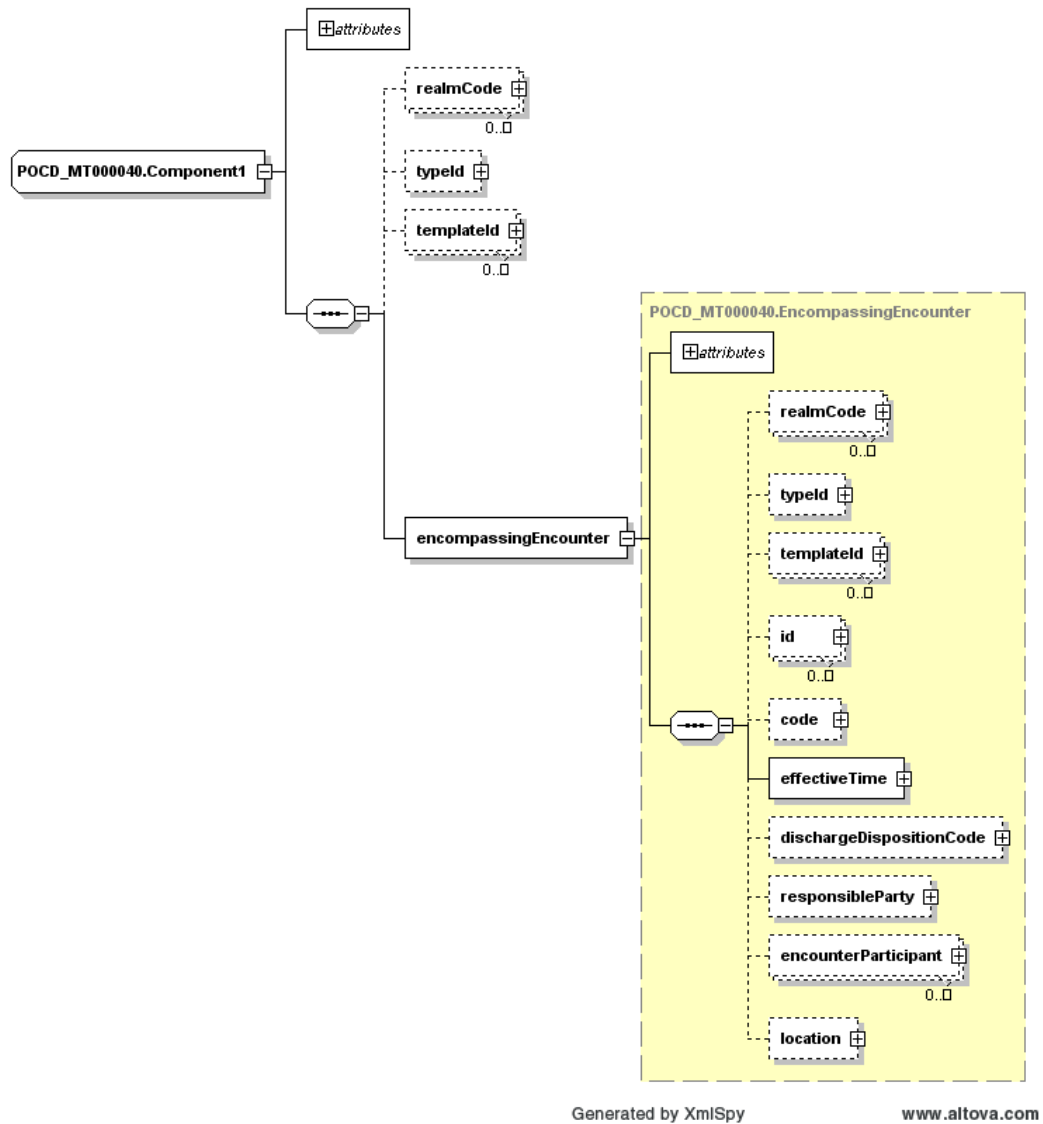 attributes
realmCode
0..
POCD_MT000040.Component1
typeId
templateId
0..
POCD_MT000040.EncompassingEncounter
attributes
realmCode
0..
typeId
encompassingEncounter
templateId
0..
id
0..
code
effectiveTime
dischargeDispositionCode
responsibleParty
encounterParticipant
0..
location
Generated by XmlSpy www.altova.com